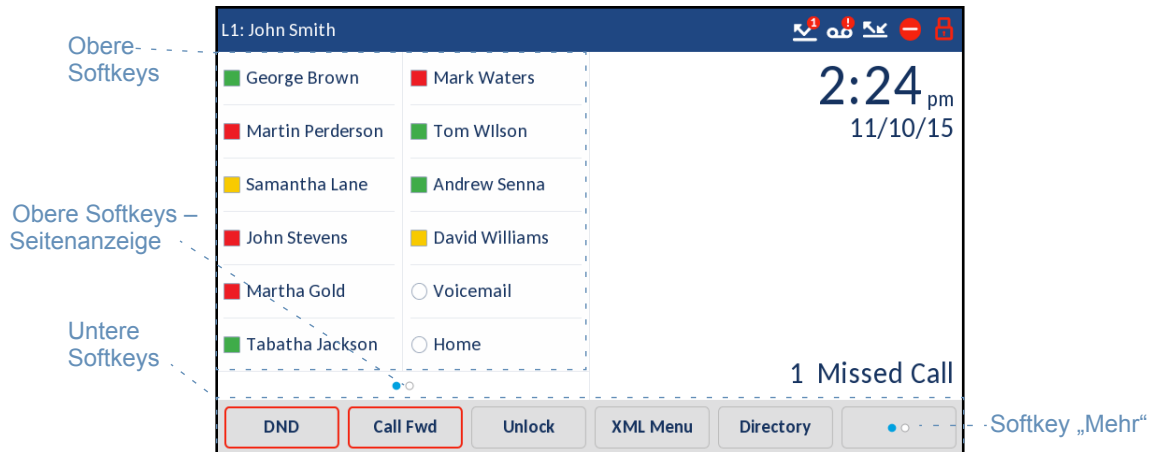 L1: John Smith
1
!
Obere
Softkeys
George Brown
Mark Waters
2:24 pm
Martin Perderson
Tom WIlson
11/10/15
Samantha Lane
Andrew Senna
Obere Softkeys –
Seitenanzeige
John Stevens
David Williams
Martha Gold
Voicemail
Untere
Softkeys
Tabatha Jackson
Home
1 Missed Call
DND
Call Fwd
Unlock
XML Menu
Directory
Softkey „Mehr“